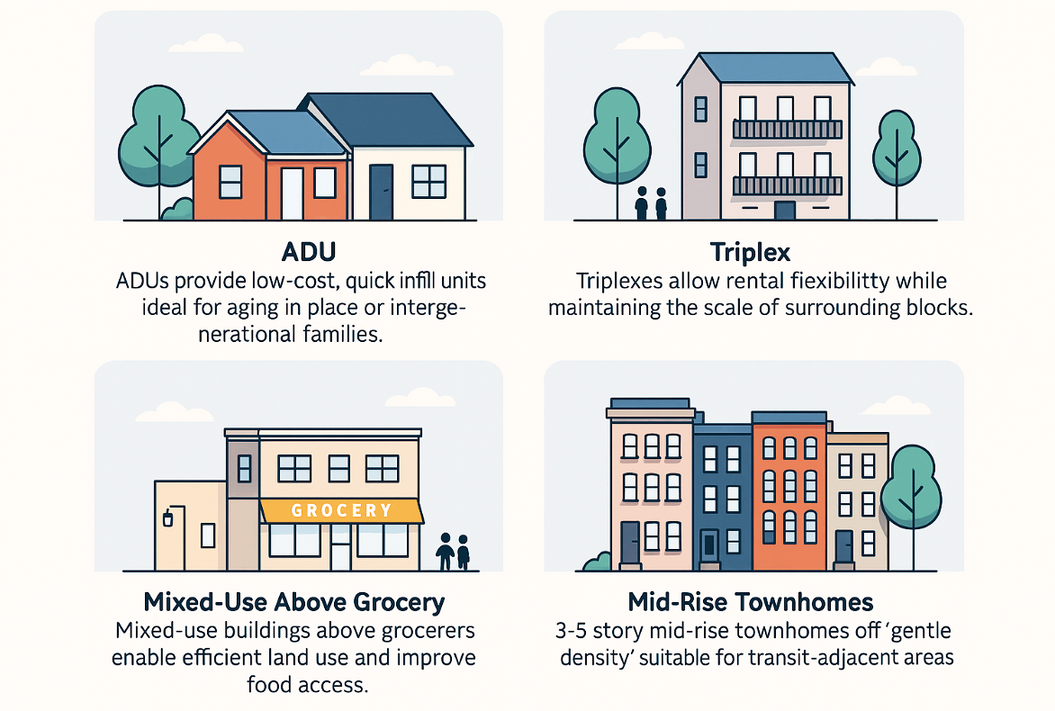 ADU
ADUs provide low-cost, quick infill units
ideal for aging in place or interge-
nerational families.
Triplex
Triplexes allow rental fiexibilitty while
maintaining the scale of surrounding blocks.
GROCERY
Mixed-Use Above Grocery
Mixed-use buildings above grocerers
enable efficient land use and improve
food access.
Mid-Rise Townhomes
3-5 story mid-rise townhomes off ‘gentle
density’ suitable for transit-adjacent areas